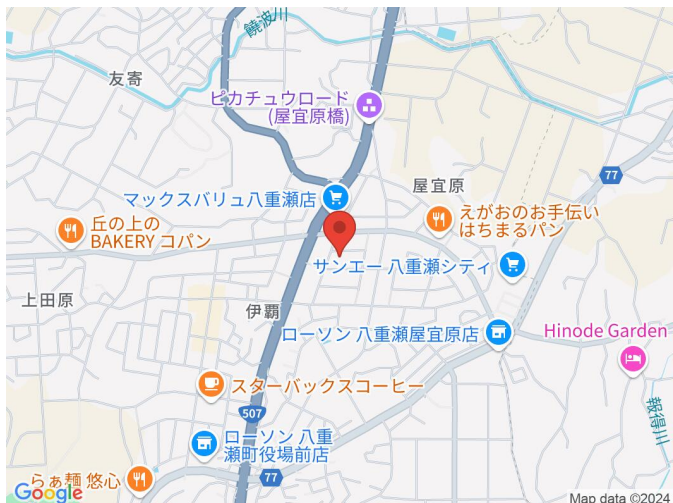 饒波川
友寄
ピカチュウロード
(屋宜原橋)
77
屋宜原
マックスバリュ八重瀬店
丘の上の
BAKERY コパン
えがおのお手伝い
はちまるパン
サンエー 八重瀬シティ
上田原
伊覇
ローソン 八重瀬屋宜原店
Hinode Garden
スターバックスコーヒー
507
報得川
ローソン 八重
瀬町役場前店
77
らぁ麺 悠心
Google
Map data ©2024